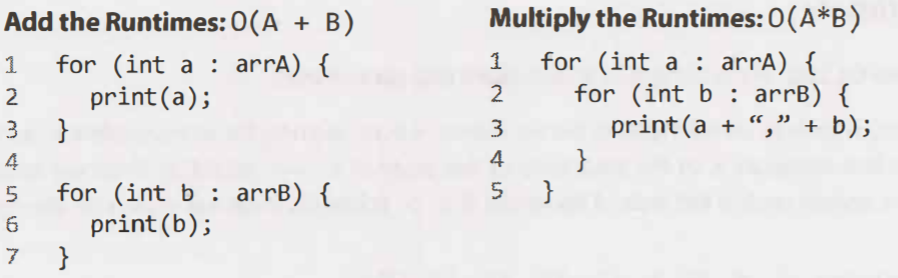 Add the Runtimes: O(A + B)
1 for (int a : arrA) {
2 print(a);
3 }
4
5 for (int b : arrB) {
6 print(b);
7 }
Multiply the Runtimes: O(A*B)
1 for (int a : arrA) {
2 for (int b : arrB) {
3 print(a + “,” + b);
4 }
5 }